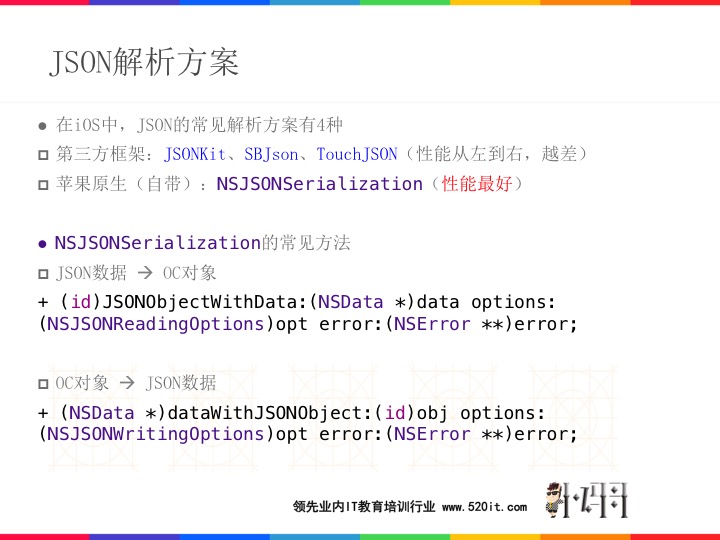 JSON解析方案
在iOS中，JSON的常见解析方案有4种
第三方框架：JSONKit、SBJson、TouchJSON（性能从左到右，越差）
苹果原生（自带）：NSJSONSerialization（性能最好）
NSJSONSerialization的常见方法
JSON数据 → OC对象
+ (id)JSONObjectWithData:(NSData *)data options:
(NSJSONReadingOptions)opt error:(NSError **)error;
OC对象 → JSON数据
+ (NSData *)dataWithJSONObject:(id)obj options:
(NSJSONWritingOptions)opt error:(NSError **)error;
领先业内IT教育培训行业 www.520it.com
小码哥